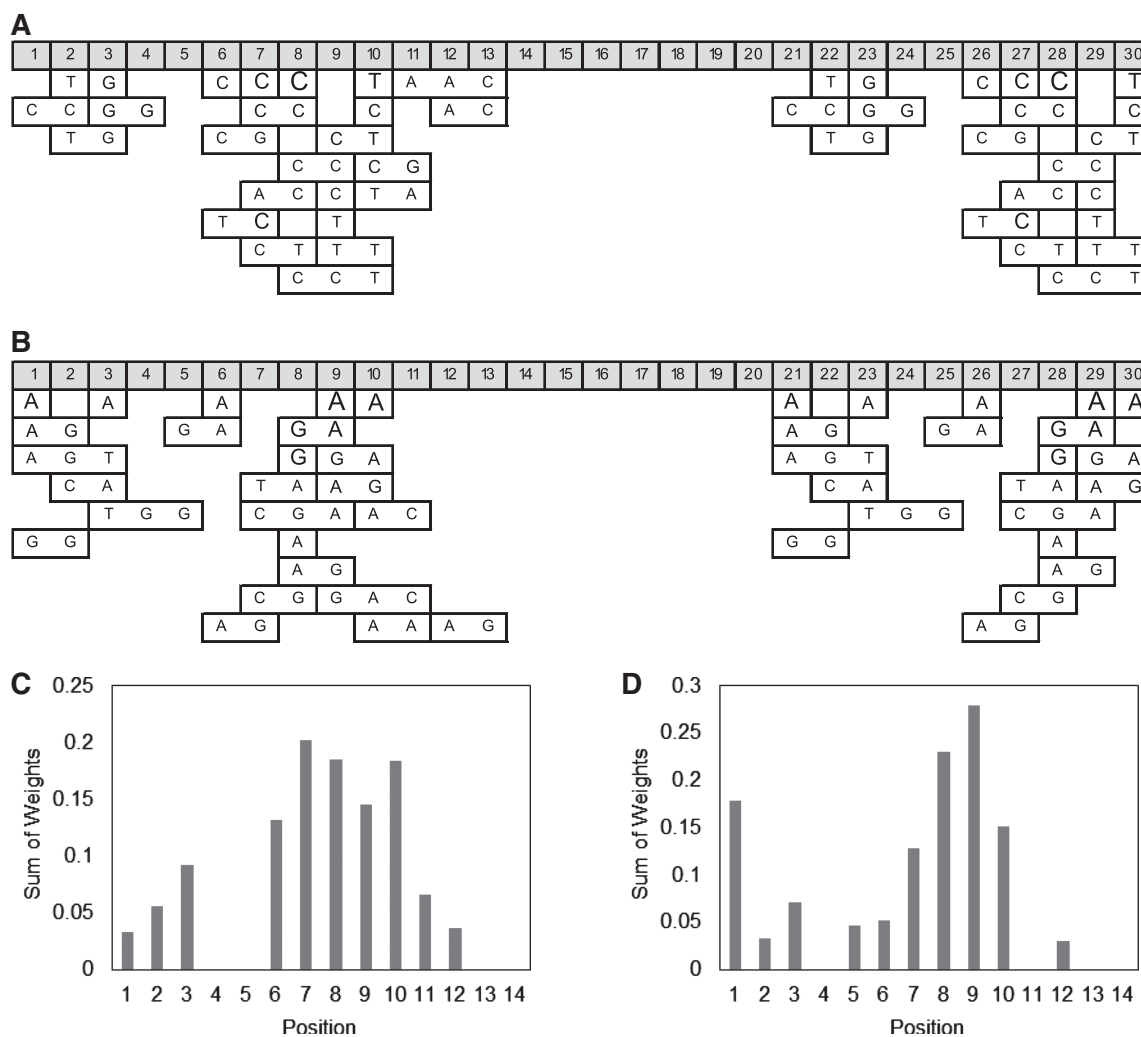 A
1 2 3 4 5 6 7 8 9 10 11 12 13 14 15 16 17 18 19 20 21 22 23 24 25 26 27 28 29 30
T G C C C T A A C T G C C C T
C C G G C C C A C C C G G C C C
T G C G C T T G C G C T
C C C G C C
A C C T A A C C
T C T T C T
C T T T C T T T
C C T C C T
B
1 2 3 4 5 6 7 8 9 10 11 12 13 14 15 16 17 18 19 20 21 22 23 24 25 26 27 28 29 30
A A A A A A A A A A
A G G A G A A G G A G A
A G T G G A A G T G G A
C A T A A G C A T A A G
T G G C G A A C T G G C G A
G G A G G A
A G A G
C G G A C C G
A G A A A G A G
C
0.25
0.2
0.15
0.1
0.05
0
Sum of Weights
1 2 3 4 5 6 7 8 9 10 11 12 13 14
Position
D
0.3
0.25
0.2
0.15
0.1
0.05
0
Sum of Weights
1 2 3 4 5 6 7 8 9 10 11 12 13 14
Position